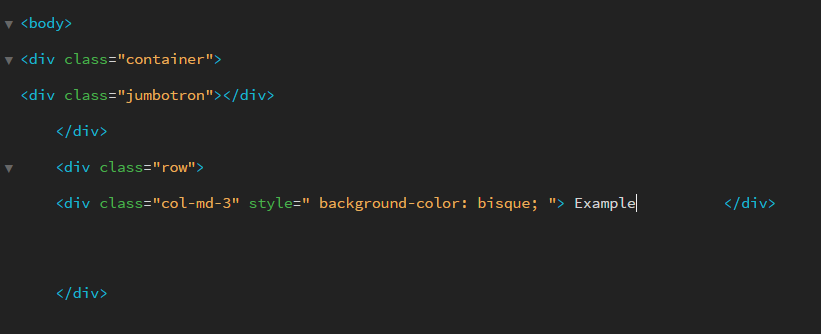 <body>
<div class="container">
<div class="jumbotron"></div>
</div>
<div class="row">
<div class="col-md-3" style=" background-color: bisque; "> Example </div>
</div>